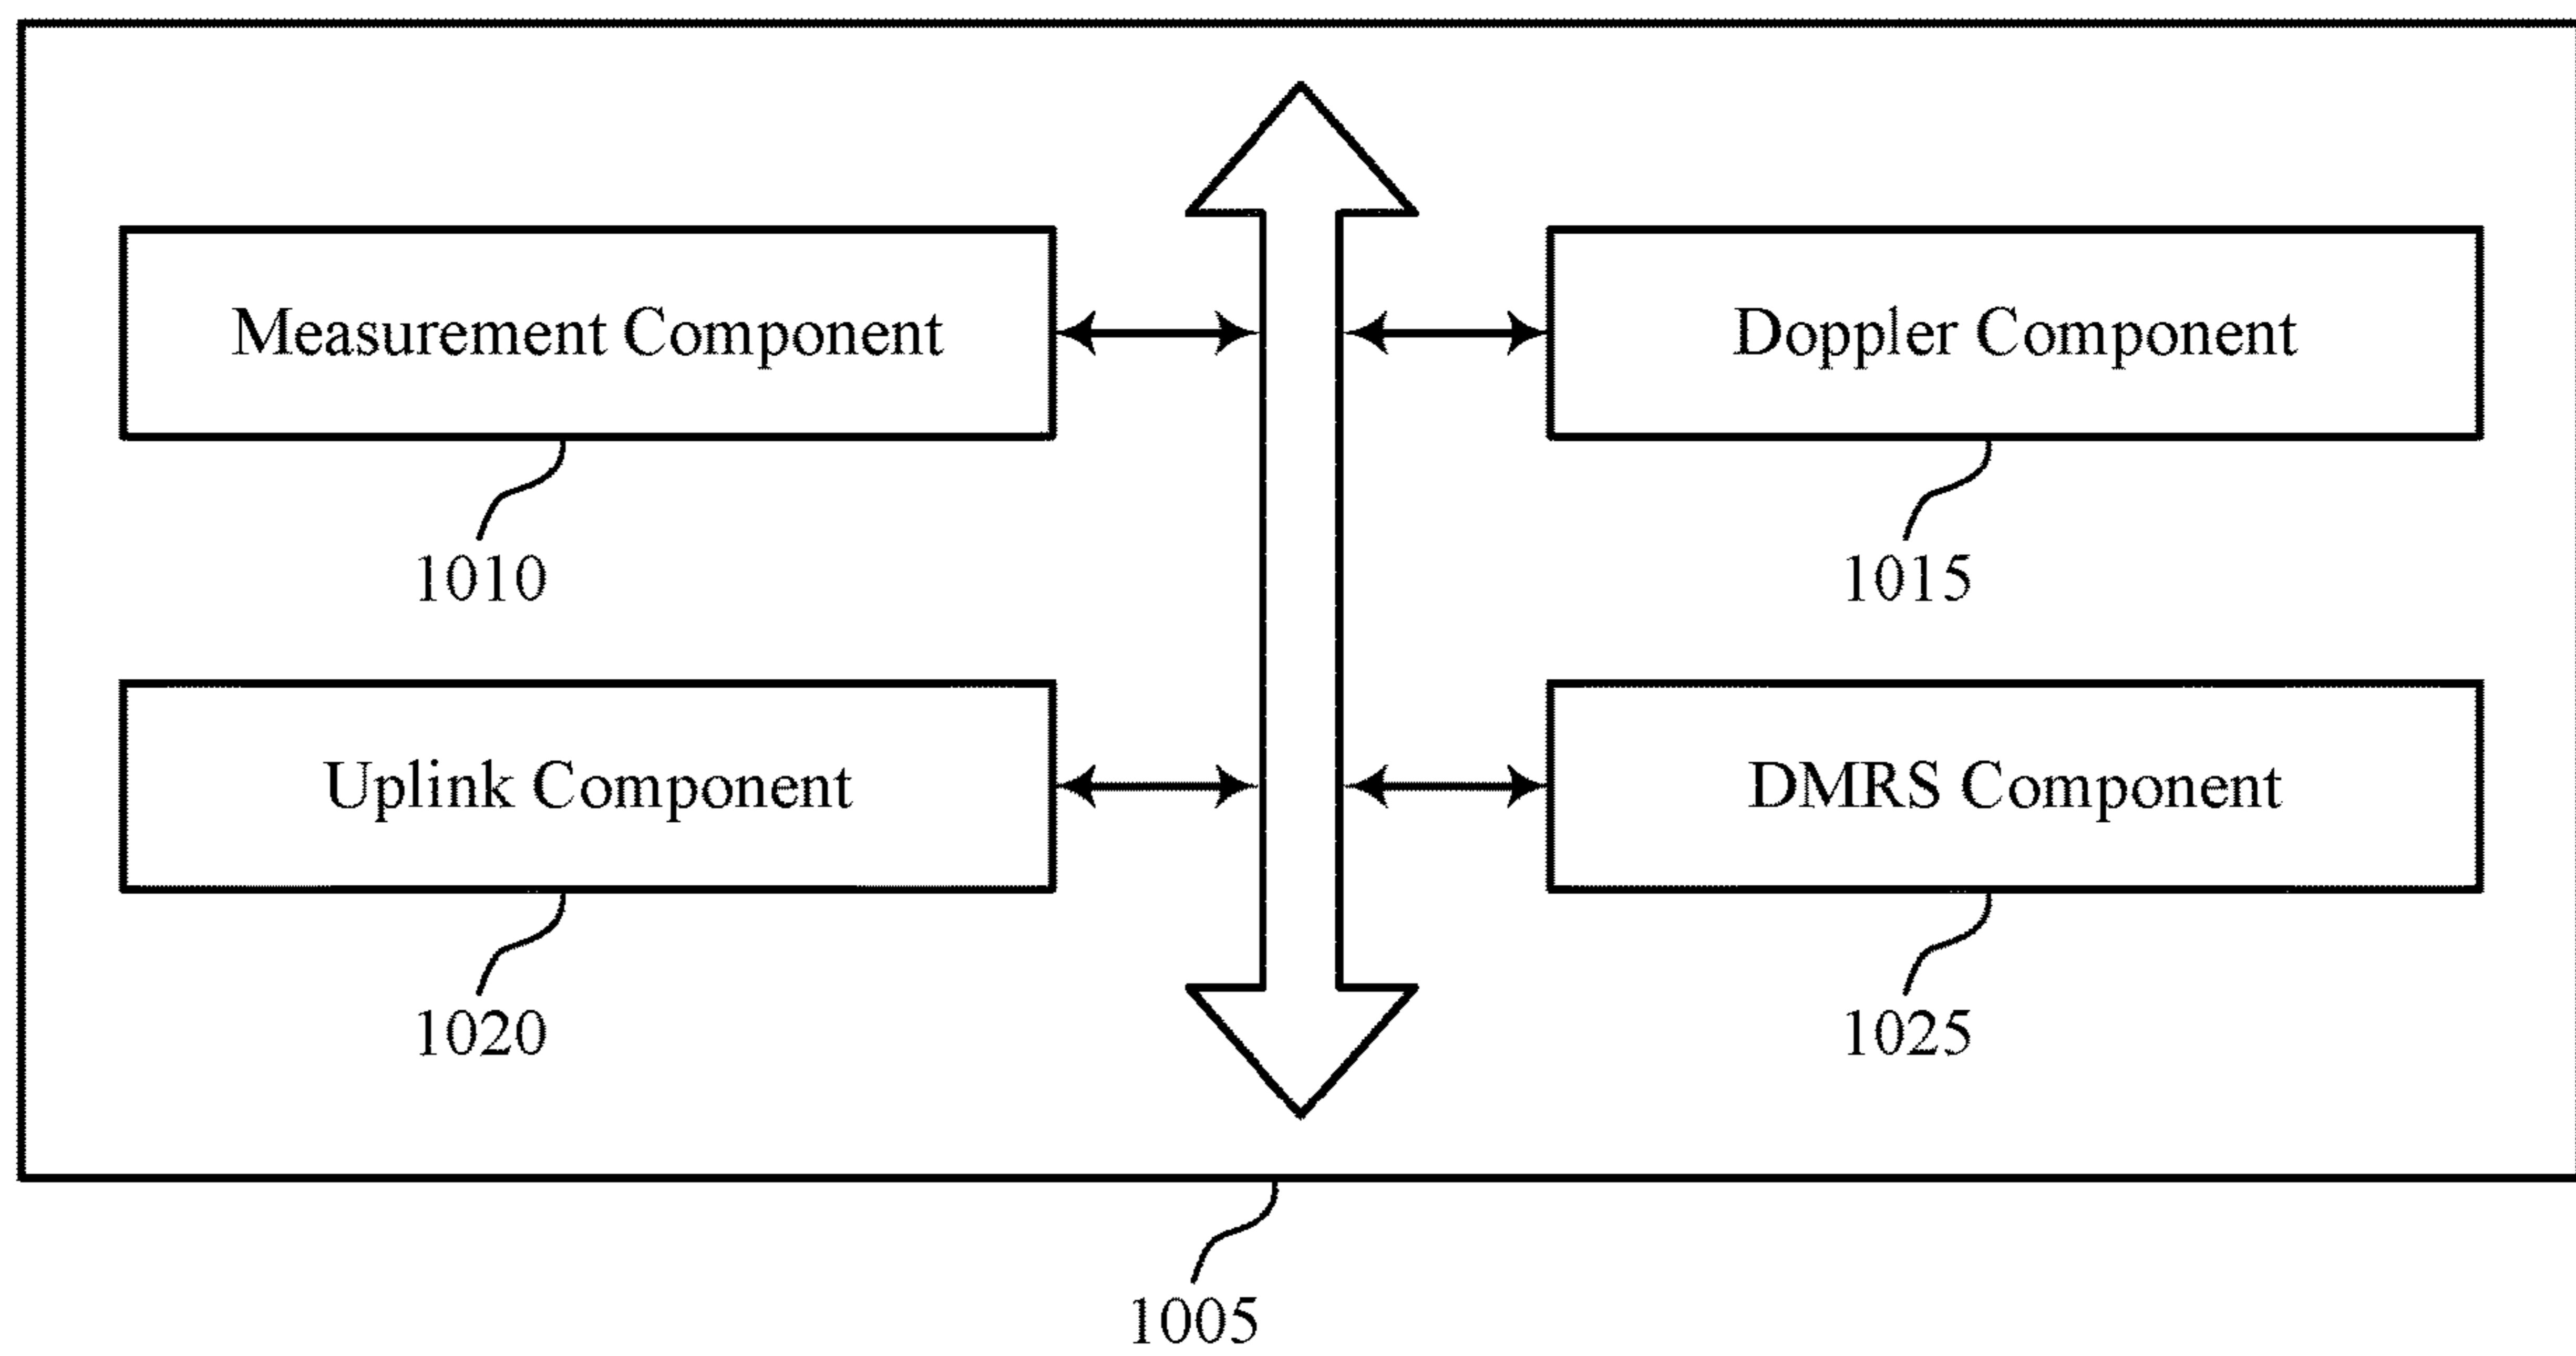 Measurement Component
Doppler Component
1010
1015
Uplink Component
DMRS Component
1020
1025
1005